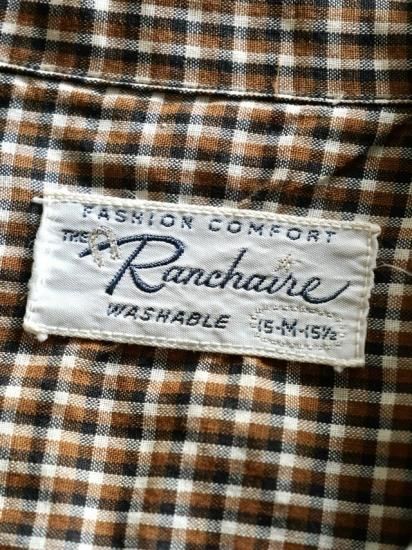 FASHION COMFORT
THE Ranchaire
WASHABLE 15-M-15½